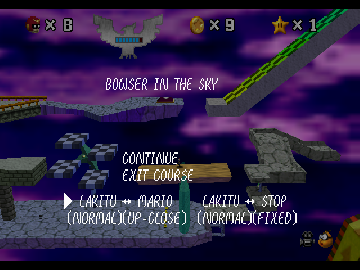 × 8 × 9 × 1
BOWSER IN THE SKY
CONTINUE
EXIT COURSE
LAKITU ↔ MARIO LAKITU ↔ STOP
(NORMAL)(UP-CLOSE) (NORMAL)(FIXED)